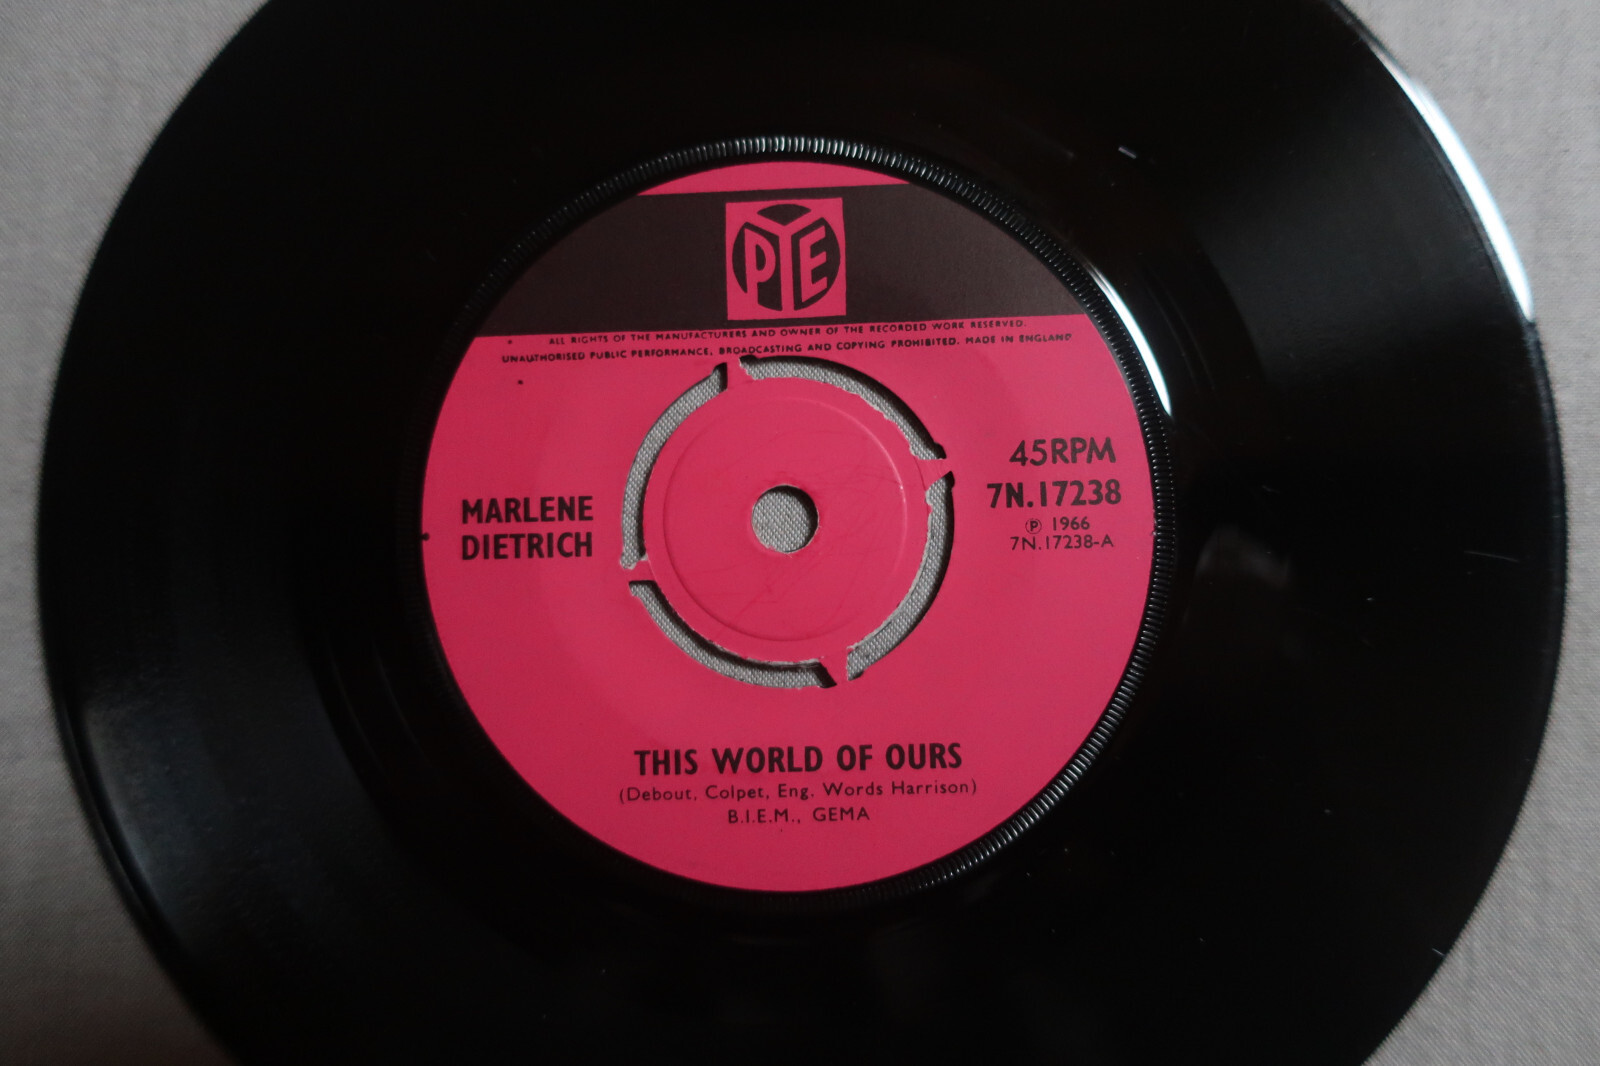 PYE
ALL RIGHTS OF THE MANUFACTURERS AND OWNER OF THE RECORDED WORK RESERVED.
UNAUTHORISED PUBLIC PERFORMANCE, BROADCASTING AND COPYING PROHIBITED. MADE IN ENGLAND
45RPM
7N.17238
℗ 1966
7N.17238-A
MARLENE
DIETRICH
THIS WORLD OF OURS
(Debout, Colpet, Eng. Words Harrison)
B.I.E.M., GEMA